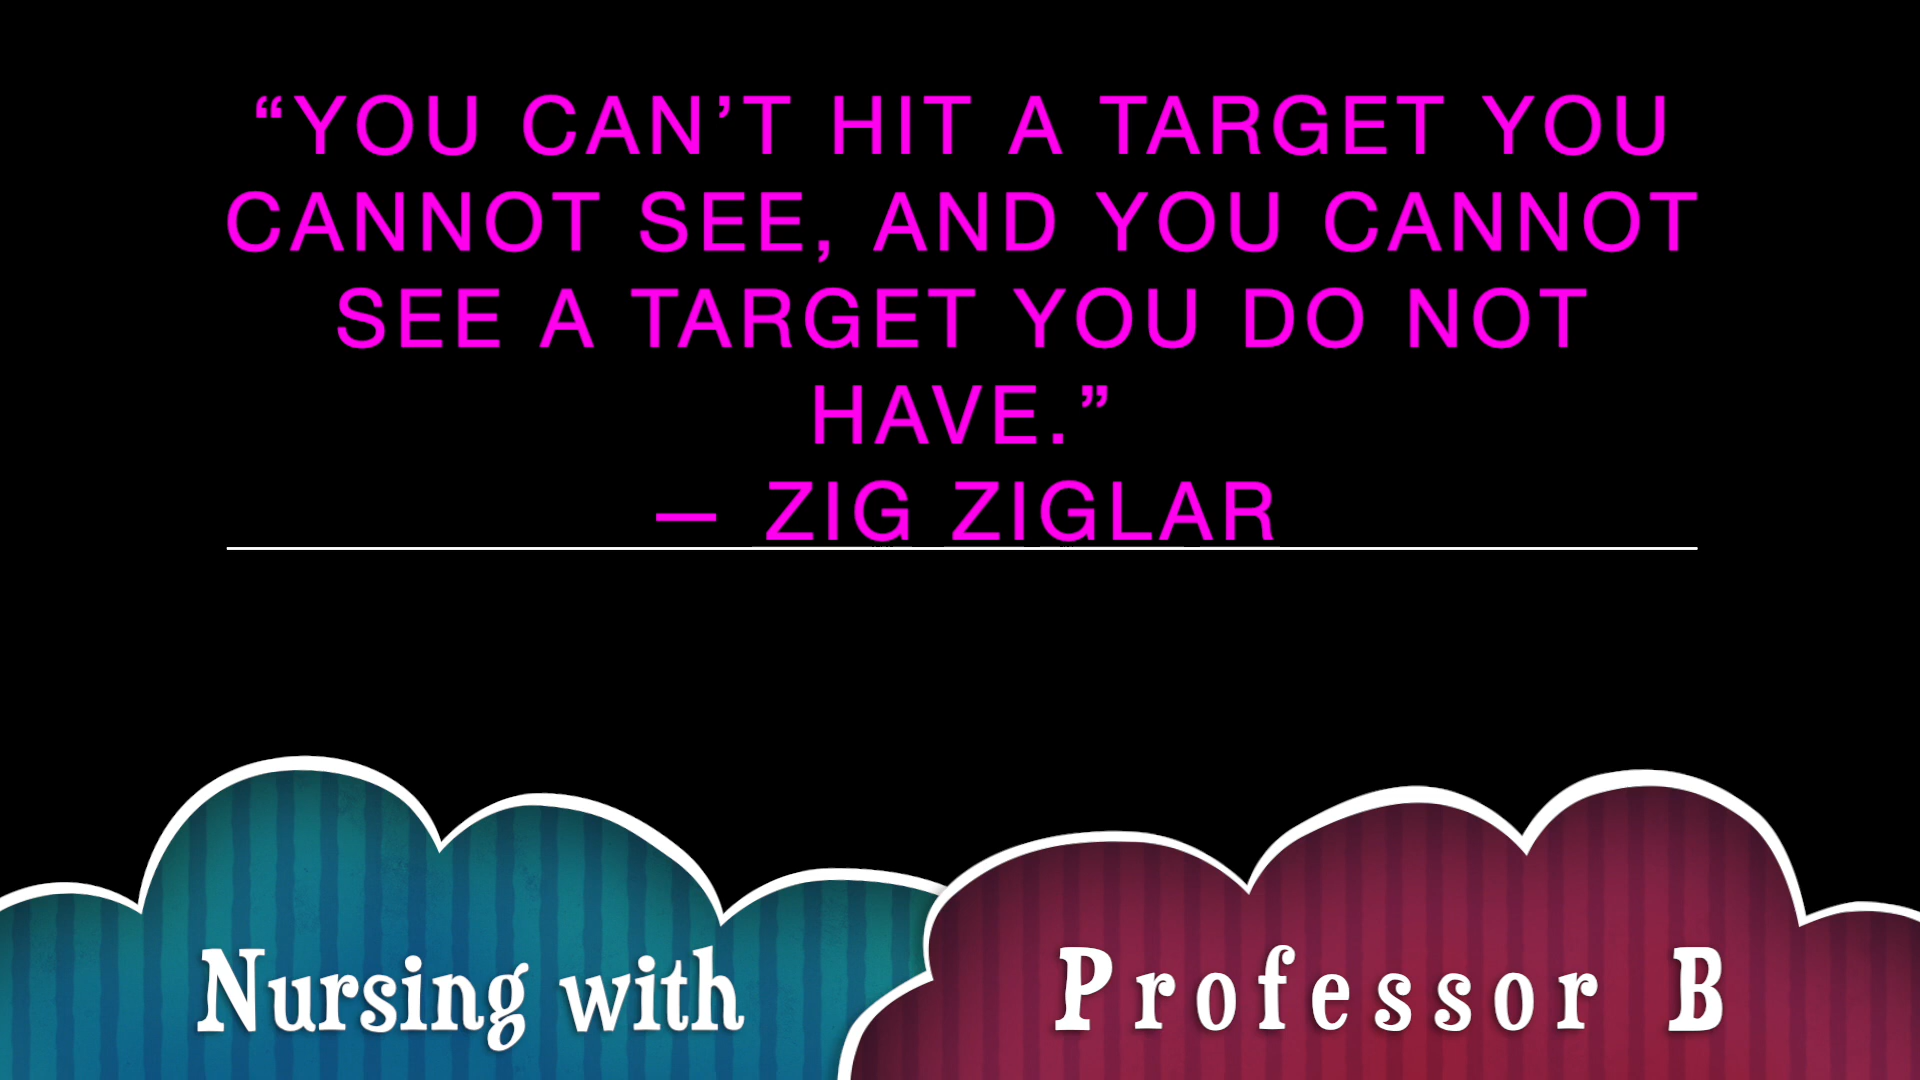 “YOU CAN’T HIT A TARGET YOU
CANNOT SEE, AND YOU CANNOT
SEE A TARGET YOU DO NOT
HAVE.”
— ZIG ZIGLAR
Nursing with
Professor B